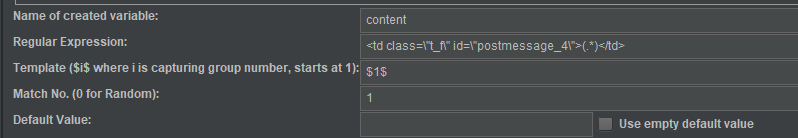 Name of created variable: content
Regular Expression: <td class=\"t_f\" id=\"postmessage_4\">(.*)</td>
Template ($i$ where i is capturing group number, starts at 1): $1$
Match No. (0 for Random): 1
Default Value: Use empty default value